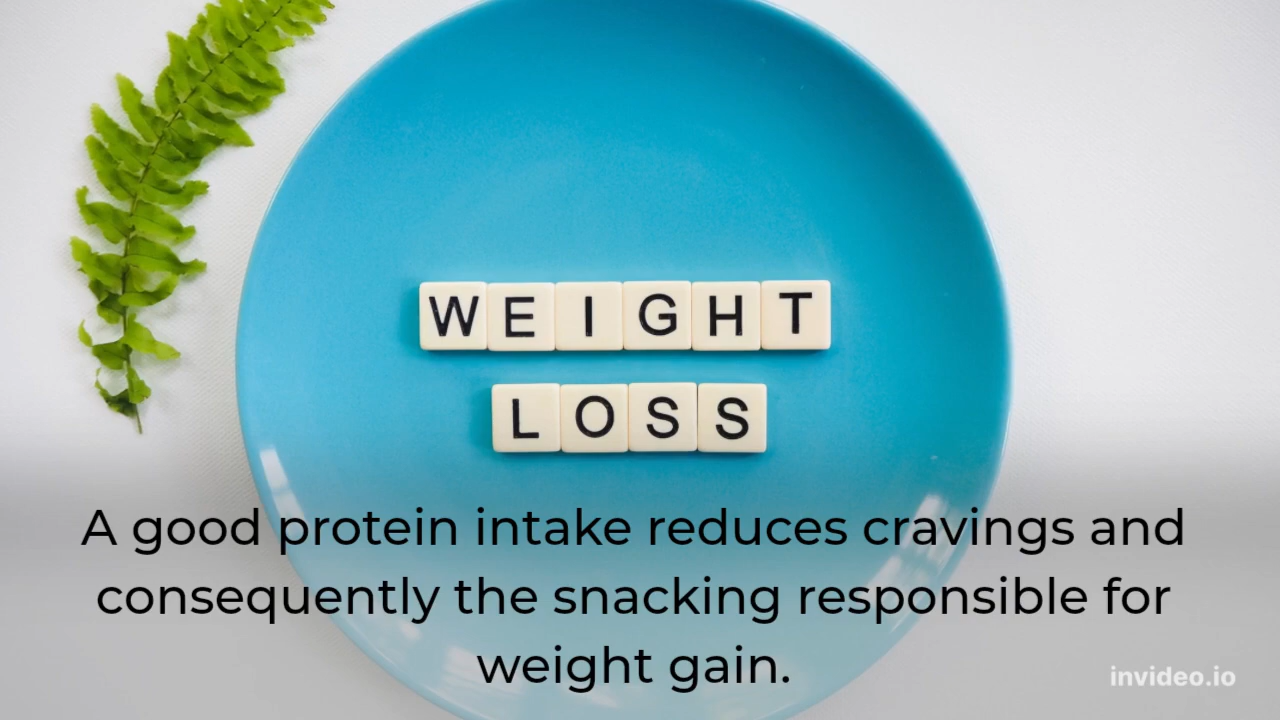 WEIGHT
LOSS
A good protein intake reduces cravings and
consequently the snacking responsible for
weight gain.
invideo.io